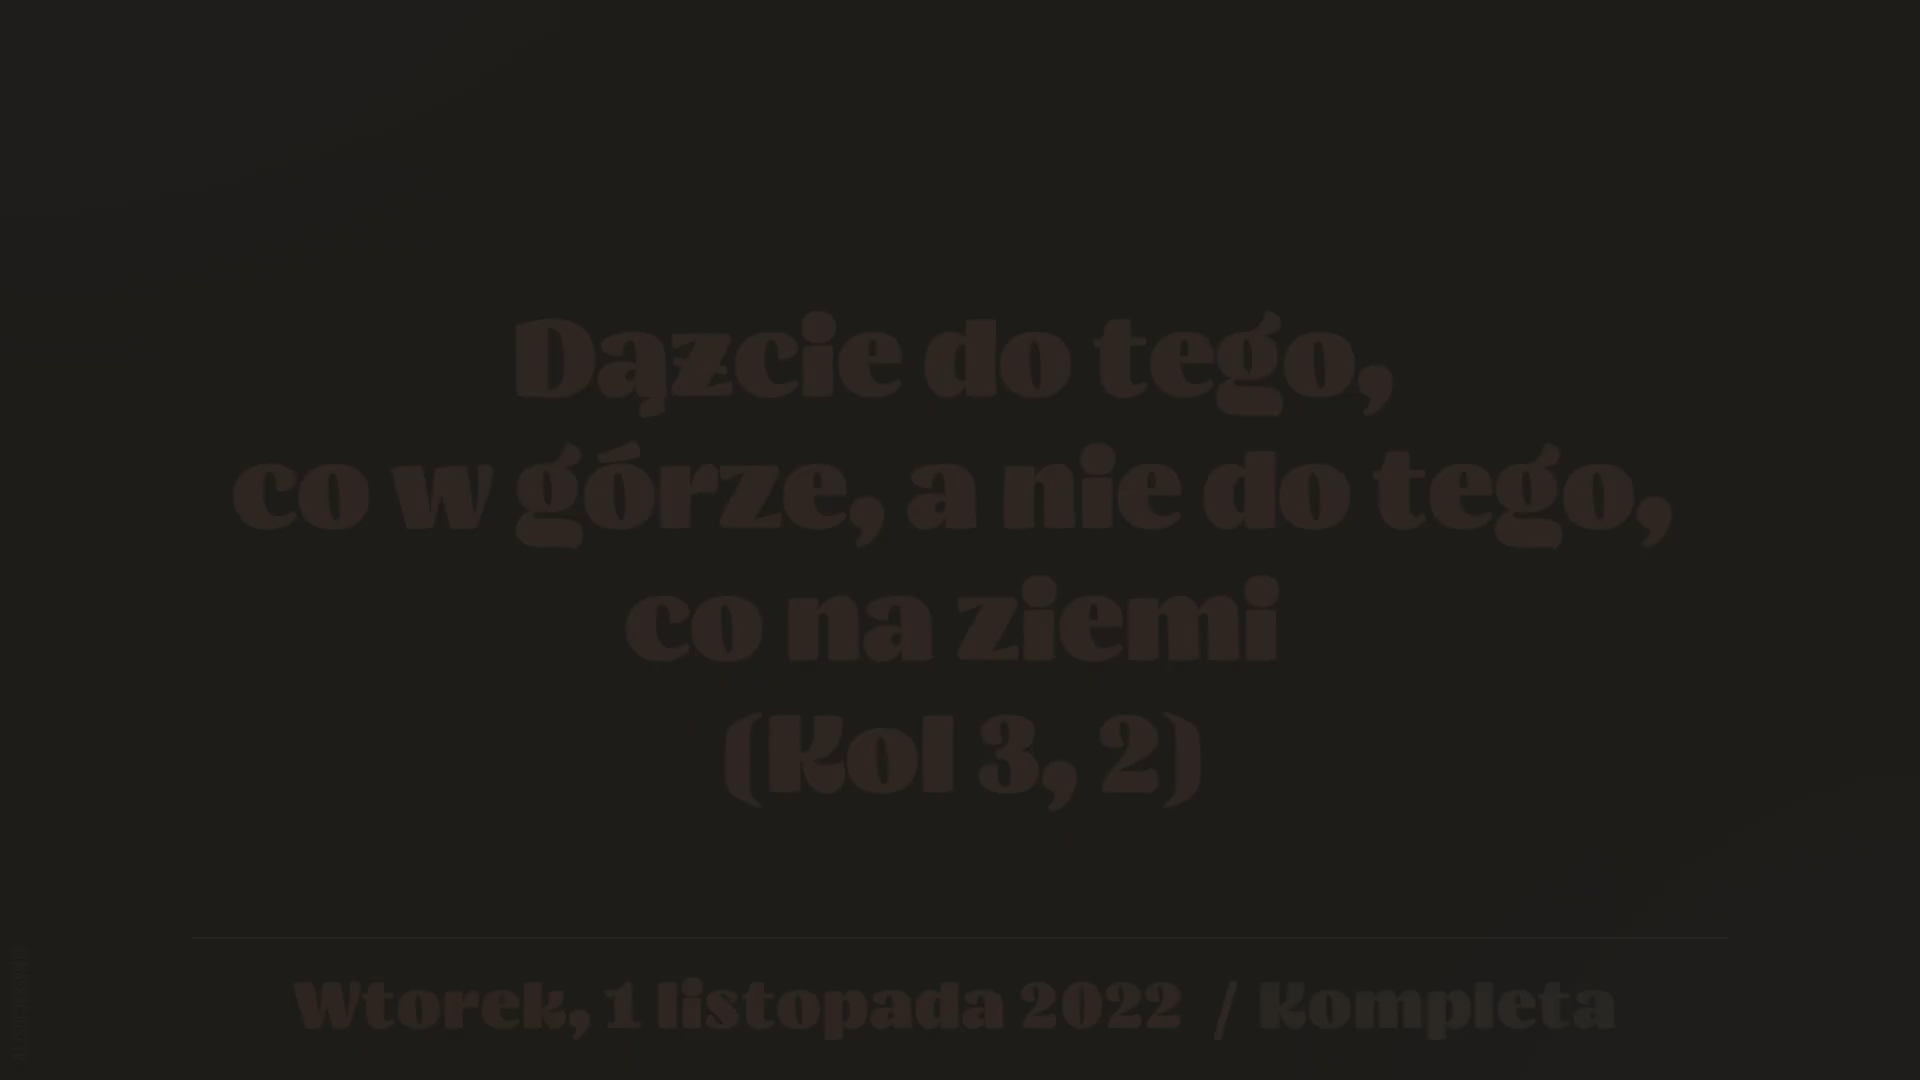 Dążcie do tego,
co w górze, a nie do tego,
co na ziemi
(Kol 3, 2)
Wtorek, 1 listopada 2022 / Kompleta